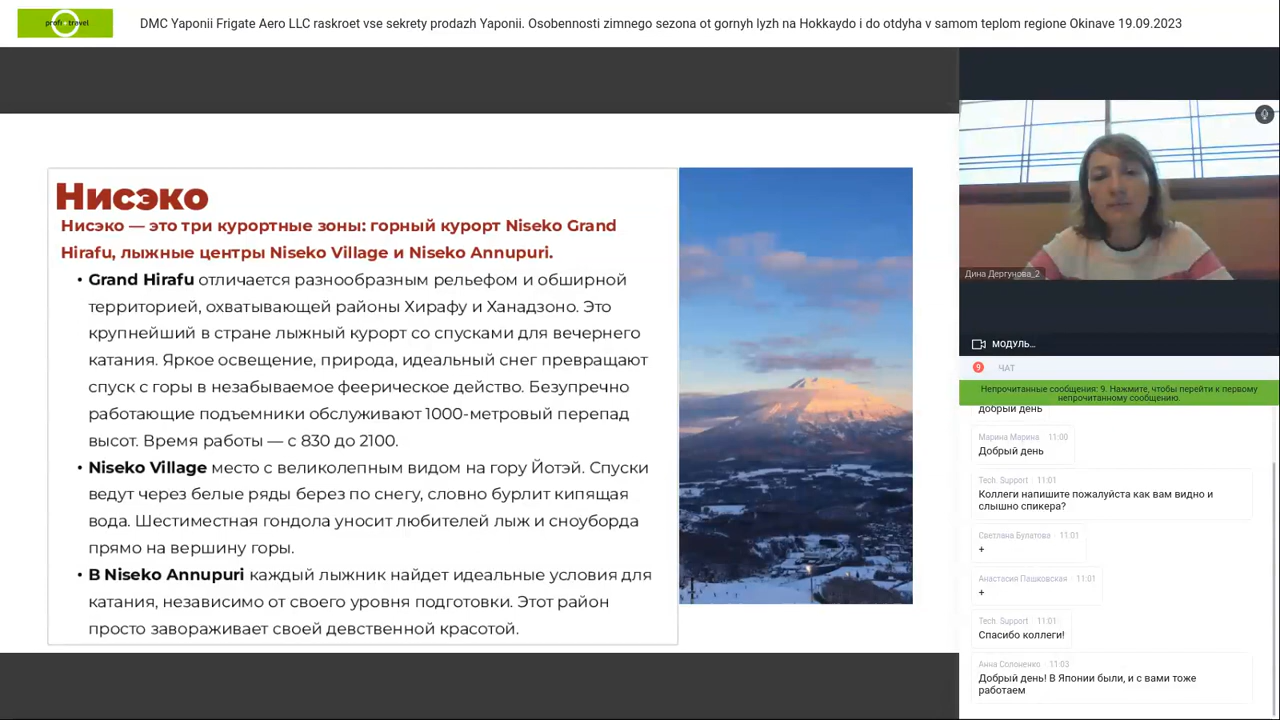 profi travel
DMC Yaponii Frigate Aero LLC raskroet vse sekrety prodazh Yaponii. Osobennosti zimnego sezona ot gornyh lyzh na Hokkaydo i do otdyha v samom teplom regione Okinave 19.09.2023
Нисэко
Нисэко — это три курортные зоны: горный курорт Niseko Grand
Hirafu, лыжные центры Niseko Village и Niseko Annupuri.
• Grand Hirafu отличается разнообразным рельефом и обширной
территорией, охватывающей районы Хирафу и Ханадзоно. Это
крупнейший в стране лыжный курорт со спусками для вечернего
катания. Яркое освещение, природа, идеальный снег превращают
спуск с горы в незабываемое феерическое действо. Безупречно
работающие подъемники обслуживают 1000-метровый перепад
высот. Время работы — с 830 до 2100.
• Niseko Village место с великолепным видом на гору Йотэй. Спуски
ведут через белые ряды берез по снегу, словно бурлит кипящая
вода. Шестиместная гондола уносит любителей лыж и сноуборда
прямо на вершину горы.
• В Niseko Annupuri каждый лыжник найдет идеальные условия для
катания, независимо от своего уровня подготовки. Этот район
просто завораживает своей девственной красотой.
Дина Дергунова_2
МОДУЛЬ...
9 ЧАТ
Непрочитанные сообщения: 9. Нажмите, чтобы перейти к первому
непрочитанному сообщению.
добрый день
Марина Марина 11:00
Добрый день
Tech. Support 11:01
Коллеги напишите пожалуйста как вам видно и
слышно спикера?
Светлана Булатова 11:01
+
Анастасия Пашковская 11:01
+
Tech. Support 11:01
Спасибо коллеги!
Анна Солоненко 11:03
Добрый день! В Японии были, и с вами тоже
работаем